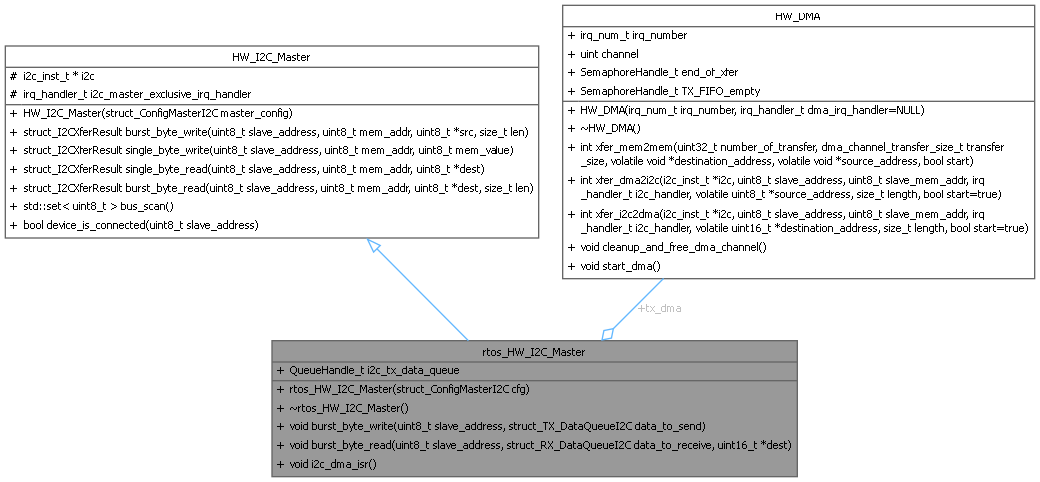 HW_I2C_Master
# i2c_inst_t * i2c
# irq_handler_t i2c_master_exclusive_irq_handler
+ HW_I2C_Master(struct_ConfigMasterI2C master_config)
+ struct_I2CXferResult burst_byte_write(uint8_t slave_address, uint8_t mem_addr, uint8_t *src, size_t len)
+ struct_I2CXferResult single_byte_write(uint8_t slave_address, uint8_t mem_addr, uint8_t mem_value)
+ struct_I2CXferResult single_byte_read(uint8_t slave_address, uint8_t mem_addr, uint8_t *dest)
+ struct_I2CXferResult burst_byte_read(uint8_t slave_address, uint8_t mem_addr, uint8_t *dest, size_t len)
+ std::set< uint8_t > bus_scan()
+ bool device_is_connected(uint8_t slave_address)
HW_DMA
+ irq_num_t irq_number
+ uint channel
+ SemaphoreHandle_t end_of_xfer
+ SemaphoreHandle_t TX_FIFO_empty
+ HW_DMA(irq_num_t irq_number, irq_handler_t dma_irq_handler=NULL)
+ ~HW_DMA()
+ int xfer_mem2mem(uint32_t number_of_transfer, dma_channel_transfer_size_t transfer
_size, volatile void *destination_address, volatile void *source_address, bool start)
+ int xfer_dma2i2c(i2c_inst_t *i2c, uint8_t slave_address, uint8_t slave_mem_addr, irq
_handler_t i2c_handler, volatile uint8_t *source_address, size_t length, bool start=true)
+ int xfer_i2c2dma(i2c_inst_t *i2c, uint8_t slave_address, uint8_t slave_mem_addr, irq
_handler_t i2c_handler, volatile uint16_t *destination_address, size_t length, bool start=true)
+ void cleanup_and_free_dma_channel()
+ void start_dma()
+tx_dma
rtos_HW_I2C_Master
+ QueueHandle_t i2c_tx_data_queue
+ rtos_HW_I2C_Master(struct_ConfigMasterI2C cfg)
+ ~rtos_HW_I2C_Master()
+ void burst_byte_write(uint8_t slave_address, struct_TX_DataQueueI2C data_to_send)
+ void burst_byte_read(uint8_t slave_address, struct_RX_DataQueueI2C data_to_receive, uint16_t *dest)
+ void i2c_dma_isr()